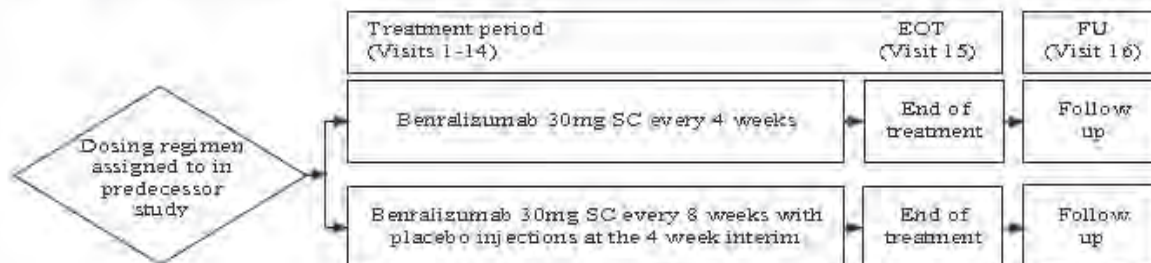 Treatment period
(Visits 1-14)
EOT
(Visit 15)
FU
(Visit 16)
Dosing regimen
assigned to in
predecessor
study
Benralizumab 30mg SC every 4 weeks
End of
treatment
Follow
up
Benralizumab 30mg SC every 8 weeks with
placebo injections at the 4 week interim
End of
treatment
Follow
up